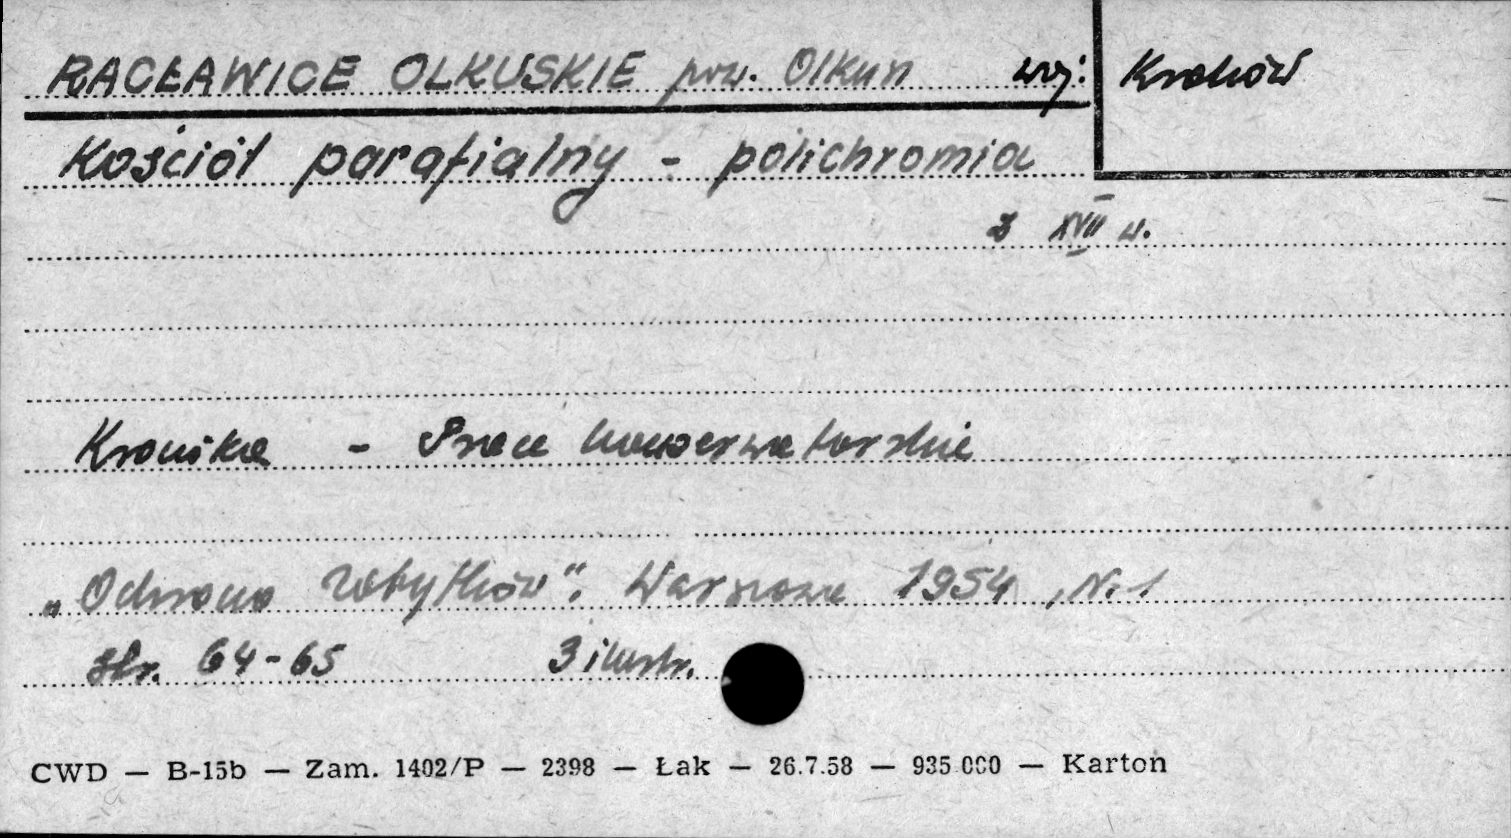 RACŁAWICE OLKUSKIE pow. Olkusz woj: Kraków
Kościół parafialny - polichromia
z XVII w.
Kronika - Prace konserwatorskie
„Ochrona Zabytków". Warszawa 1954, Nr 1
str. 64-65 3 ilustr.
CWD — B-15b — Zam. 1402/P — 2398 — Łak — 26.7.58 — 935.000 — Karton